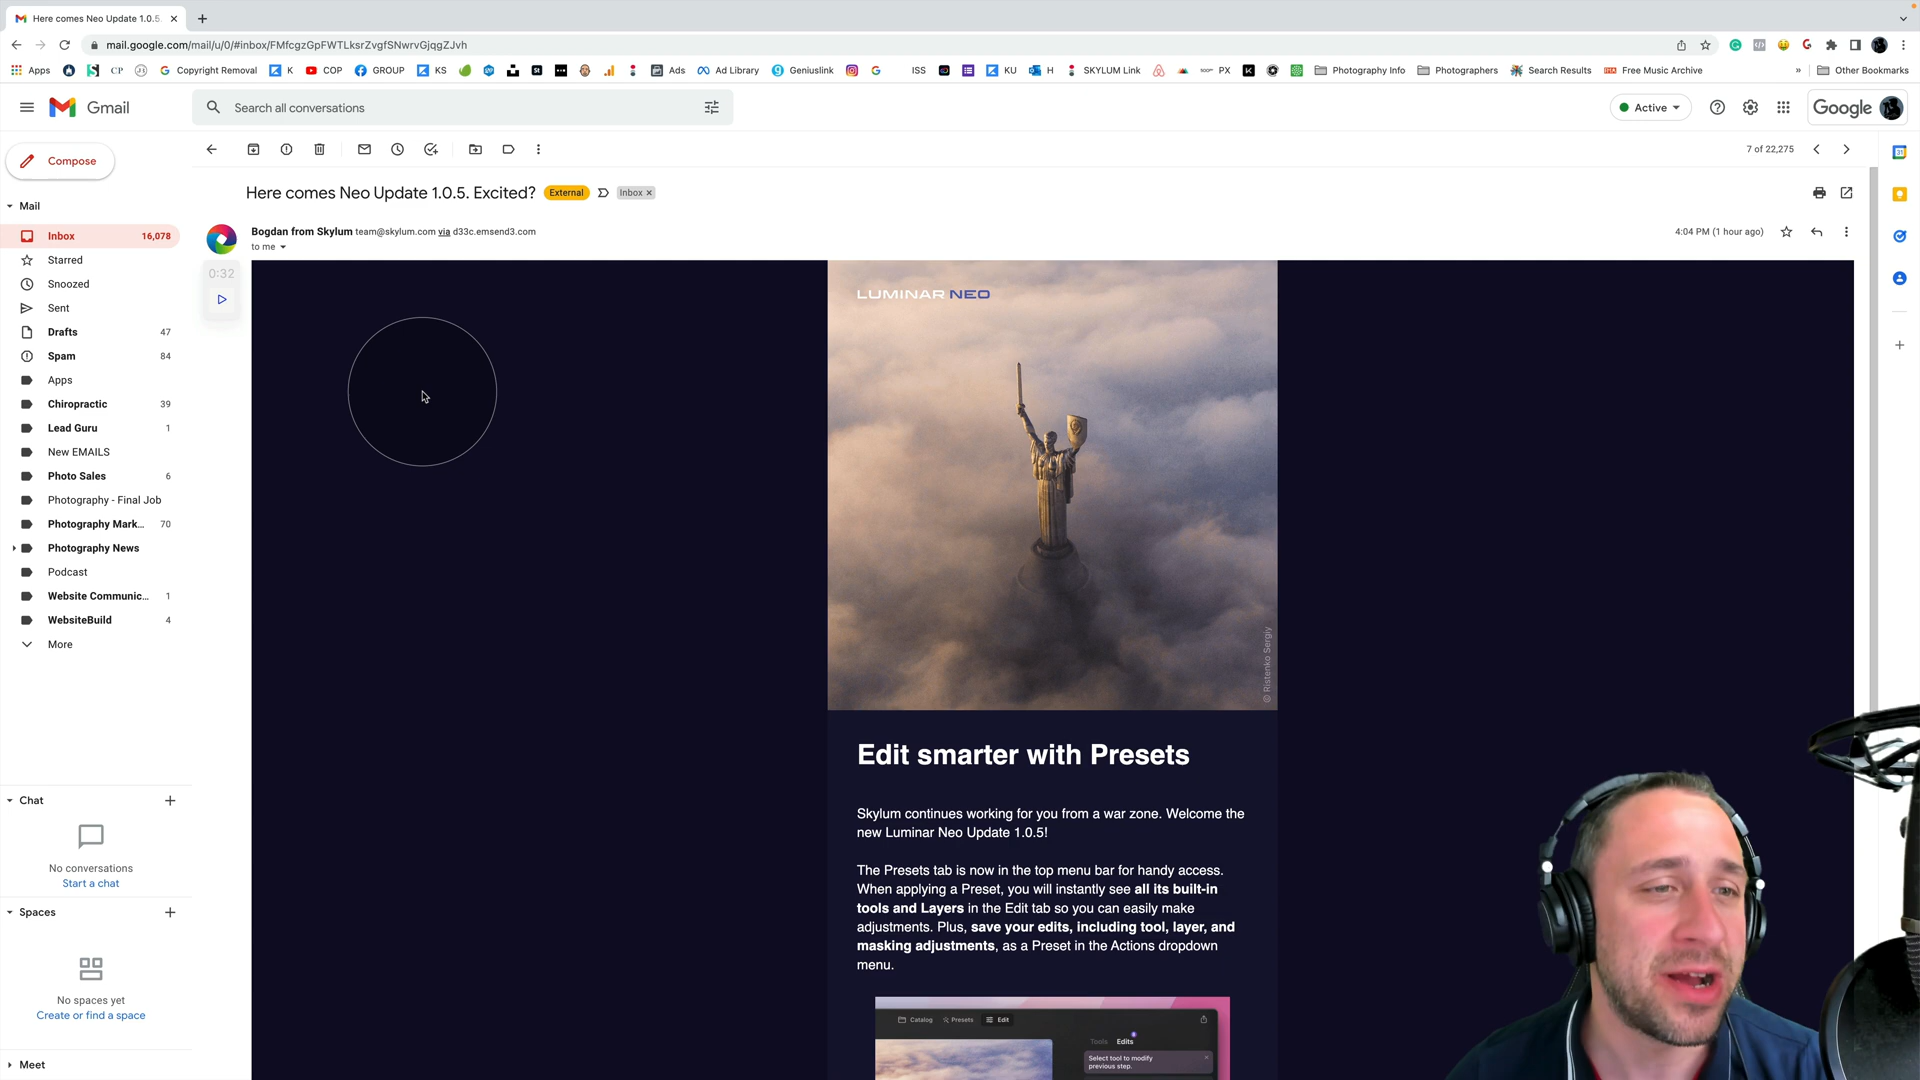 Here comes Neo Update 1.0.5.
mail.google.com/mail/u/0/#inbox/FMfcgzGpFWTLksrZvgfSNwrvGjqgZJvh
Apps
CP
Copyright Removal
K
COP
GROUP
KS
Ads
Ad Library
Geniuslink
ISS
KU
H
SKYLUM Link
PX
Photography Info
Photographers
Search Results
Free Music Archive
»
Other Bookmarks
Gmail
Search all conversations
Active
Google
Compose
7 of 22,275
Mail
Here comes Neo Update 1.0.5. Excited?
External
Inbox ×
Inbox 16,078
Bogdan from Skylum team@skylum.com via d33c.emsend3.com
4:04 PM (1 hour ago)
to me
Starred
0:32
Snoozed
Sent
Drafts 47
Spam 84
Apps
Chiropractic 39
Lead Guru 1
New EMAILS
Photo Sales 6
Photography - Final Job
Photography Mark... 70
Photography News
Podcast
Website Communic... 1
WebsiteBuild 4
More
LUMINAR NEO
© Ristenko Sergiy
Edit smarter with Presets
Skylum continues working for you from a war zone. Welcome the
new Luminar Neo Update 1.0.5!
The Presets tab is now in the top menu bar for handy access.
When applying a Preset, you will instantly see all its built-in
tools and Layers in the Edit tab so you can easily make
adjustments. Plus, save your edits, including tool, layer, and
masking adjustments, as a Preset in the Actions dropdown
menu.
Catalog Presets Edit
Tools Edits
Select tool to modify
previous step.
Chat
No conversations
Start a chat
Spaces
No spaces yet
Create or find a space
Meet